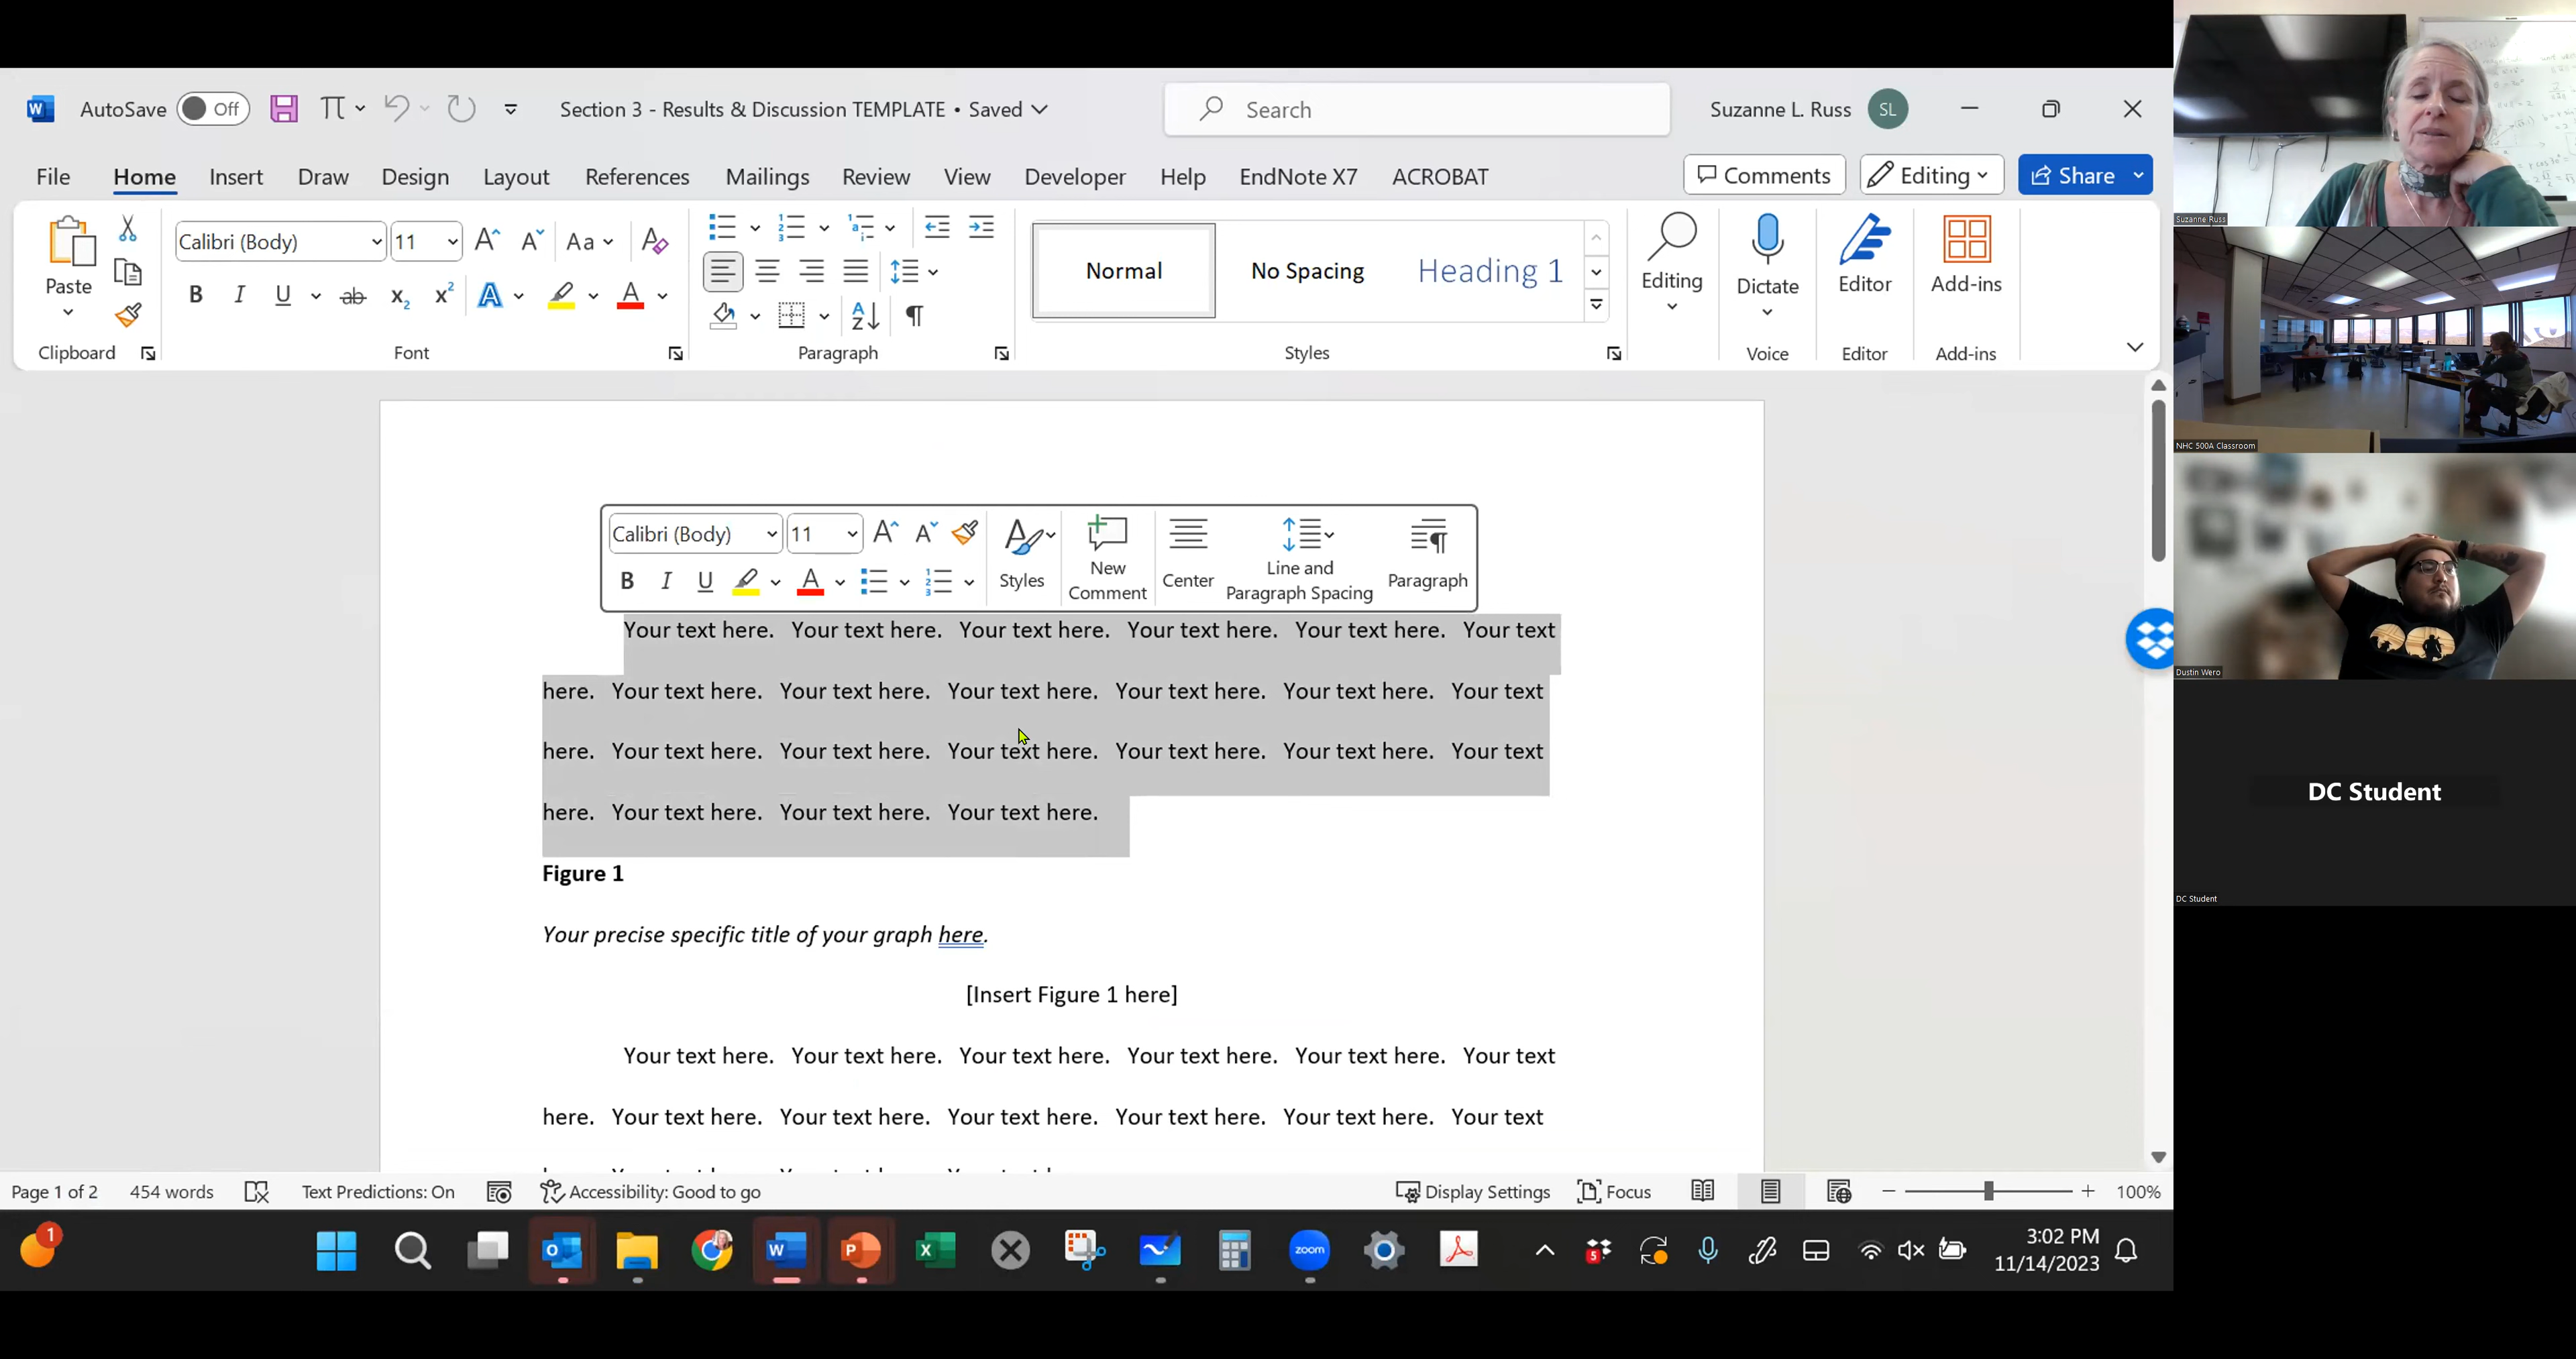 AutoSave Off
Section 3 - Results & Discussion TEMPLATE • Saved
Search
Suzanne L. Russ SL
File Home Insert Draw Design Layout References Mailings Review View Developer Help EndNote X7 ACROBAT
Comments Editing Share
Paste
Clipboard
Calibri (Body) 11
Font
Paragraph
Normal No Spacing Heading 1
Styles
Editing
Dictate
Voice
Editor
Editor
Add-ins
Add-ins
Calibri (Body) 11
Styles
New Comment
Center
Line and Paragraph Spacing
Paragraph
Your text here. Your text here. Your text here. Your text here. Your text here. Your text
here. Your text here. Your text here. Your text here. Your text here. Your text here. Your text
here. Your text here. Your text here. Your text here. Your text here. Your text here. Your text
here. Your text here. Your text here. Your text here.
Figure 1
Your precise specific title of your graph here.
[Insert Figure 1 here]
Your text here. Your text here. Your text here. Your text here. Your text here. Your text
here. Your text here. Your text here. Your text here. Your text here. Your text here. Your text
Page 1 of 2 454 words Text Predictions: On Accessibility: Good to go Display Settings Focus 100%
1
zoom
5
3:02 PM
11/14/2023
Suzanne Russ
NHC 500A Classroom
Dustin Wero
DC Student
DC Student